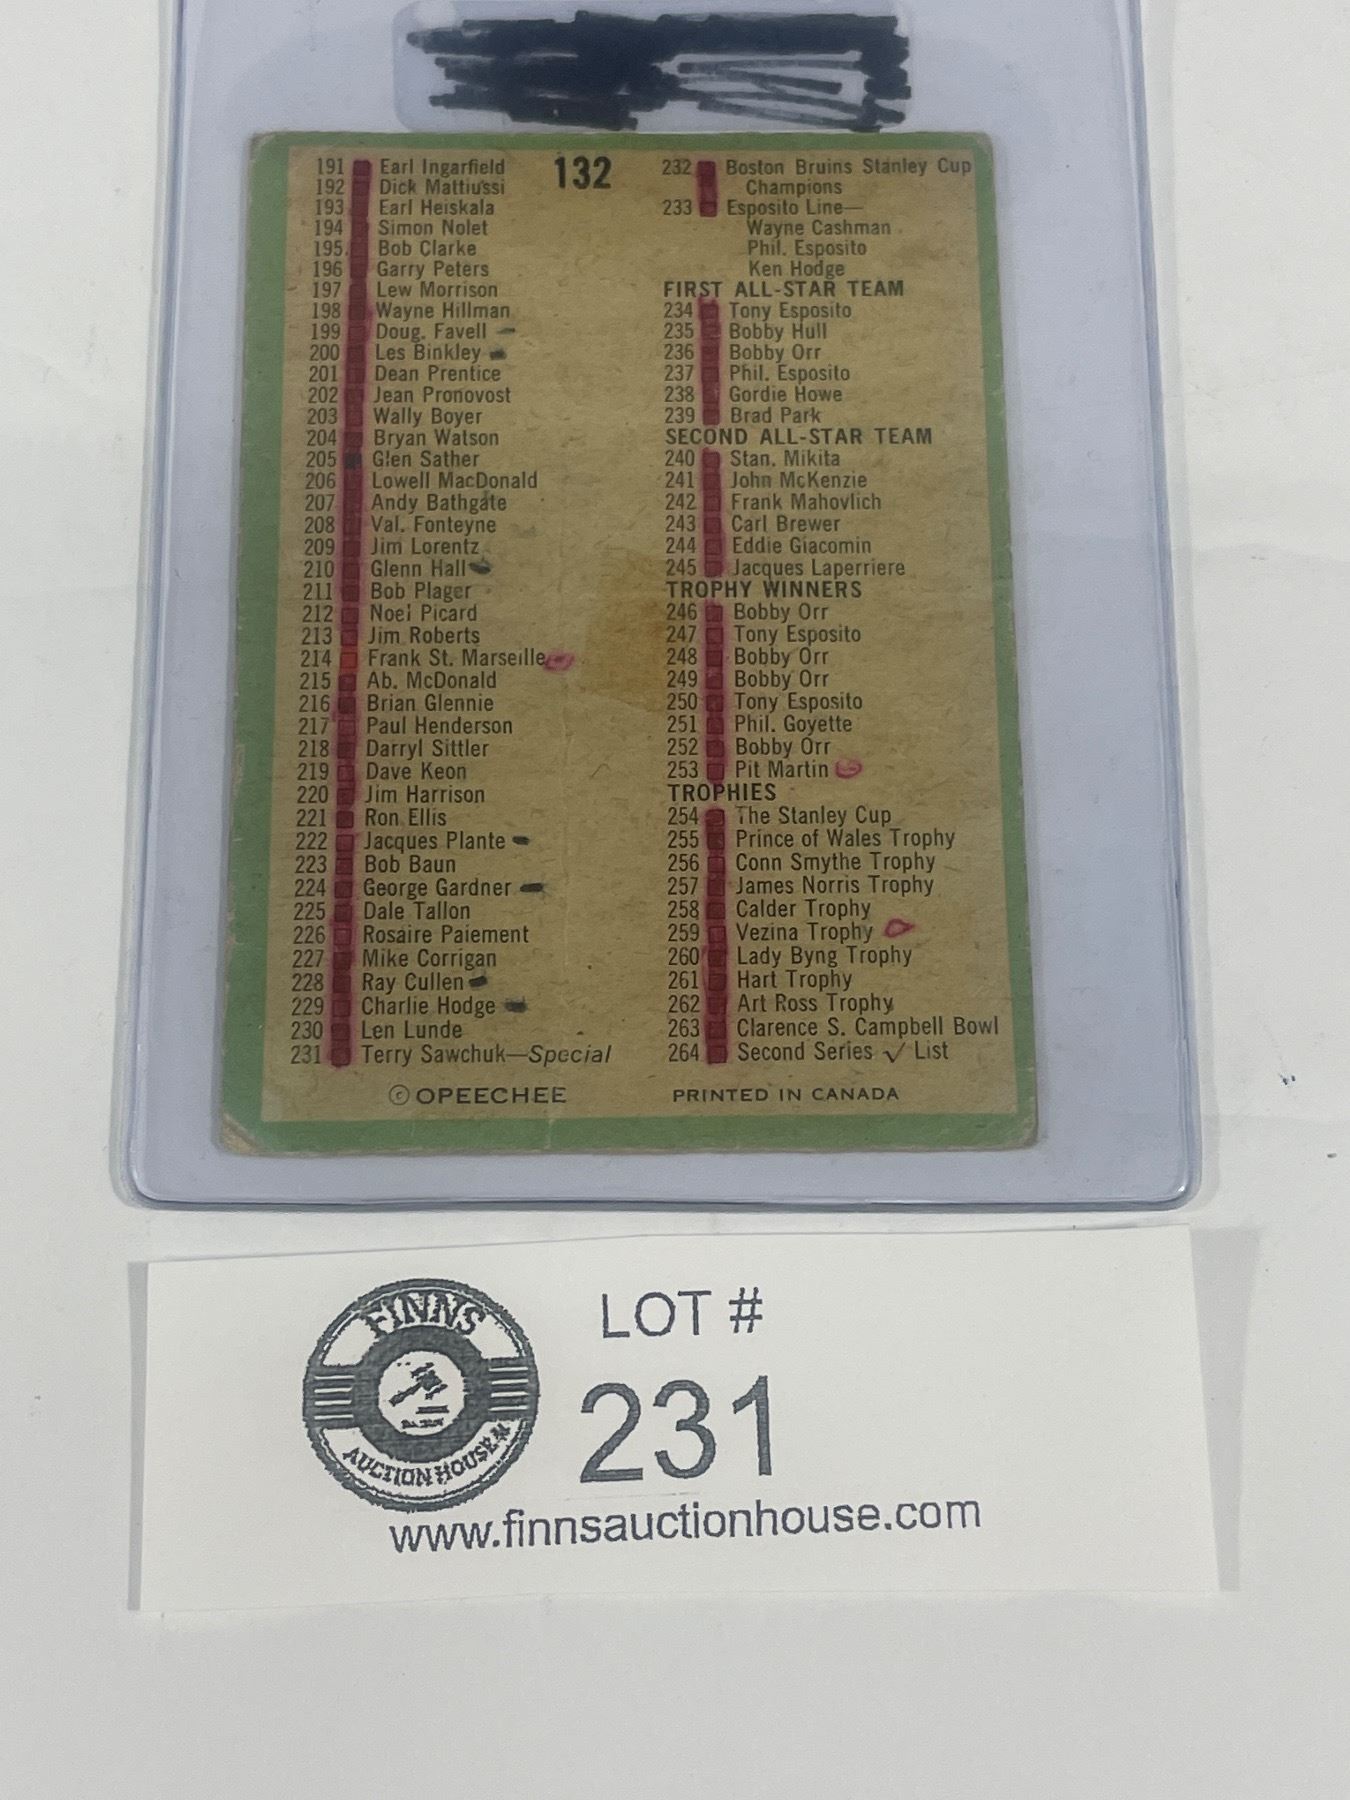 132
191 Earl Ingarfield
192 Dick Mattiussi
193 Earl Heiskala
194 Simon Nolet
195 Bob Clarke
196 Garry Peters
197 Lew Morrison
198 Wayne Hillman
199 Doug. Favell
200 Les Binkley
201 Dean Prentice
202 Jean Pronovost
203 Wally Boyer
204 Bryan Watson
205 Glen Sather
206 Lowell MacDonald
207 Andy Bathgate
208 Val. Fonteyne
209 Jim Lorentz
210 Glenn Hall
211 Bob Plager
212 Noel Picard
213 Jim Roberts
214 Frank St. Marseille
215 Ab. McDonald
216 Brian Glennie
217 Paul Henderson
218 Darryl Sittler
219 Dave Keon
220 Jim Harrison
221 Ron Ellis
222 Jacques Plante
223 Bob Baun
224 George Gardner
225 Dale Tallon
226 Rosaire Paiement
227 Mike Corrigan
228 Ray Cullen
229 Charlie Hodge
230 Len Lunde
231 Terry Sawchuk—Special
232 Boston Bruins Stanley Cup
Champions
233 Esposito Line—
Wayne Cashman
Phil. Esposito
Ken Hodge
FIRST ALL-STAR TEAM
234 Tony Esposito
235 Bobby Hull
236 Bobby Orr
237 Phil. Esposito
238 Gordie Howe
239 Brad Park
SECOND ALL-STAR TEAM
240 Stan. Mikita
241 John McKenzie
242 Frank Mahovlich
243 Carl Brewer
244 Eddie Giacomin
245 Jacques Laperriere
TROPHY WINNERS
246 Bobby Orr
247 Tony Esposito
248 Bobby Orr
249 Bobby Orr
250 Tony Esposito
251 Phil. Goyette
252 Bobby Orr
253 Pit Martin
TROPHIES
254 The Stanley Cup
255 Prince of Wales Trophy
256 Conn Smythe Trophy
257 James Norris Trophy
258 Calder Trophy
259 Vezina Trophy
260 Lady Byng Trophy
261 Hart Trophy
262 Art Ross Trophy
263 Clarence S. Campbell Bowl
264 Second Series √ List
© OPEECHEE PRINTED IN CANADA
FINNS
AUCTION HOUSE
LOT #
231
www.finnsauctionhouse.com